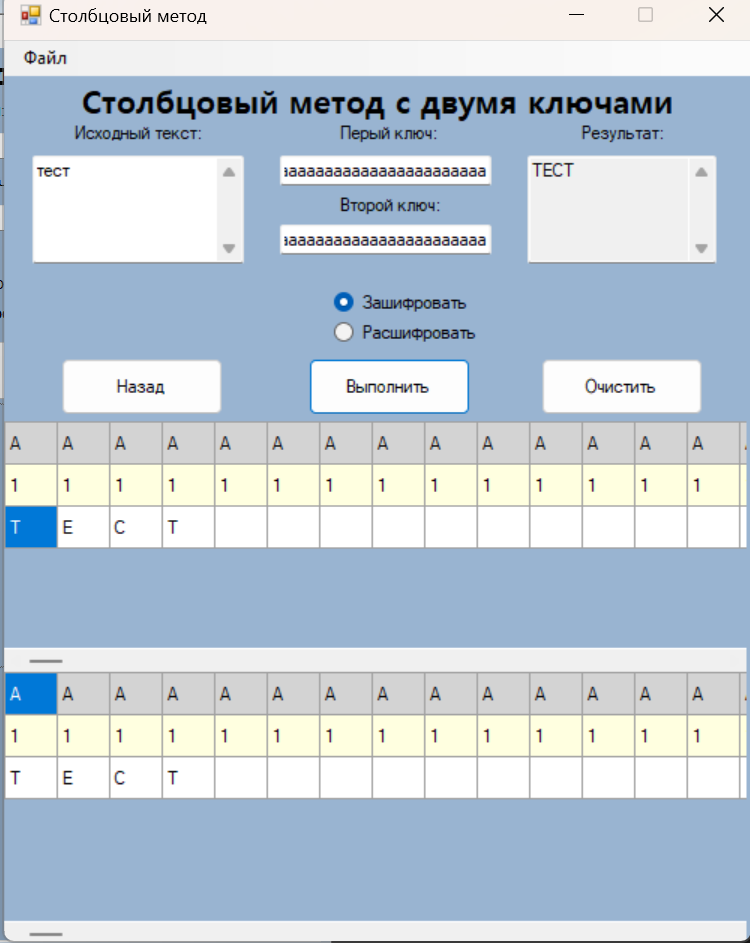 Столбцовый метод
Файл
Столбцовый метод с двумя ключами
Исходный текст: Перый ключ: Результат:
тест аааааааааааааааааааааааа ТЕСТ
Второй ключ:
аааааааааааааааааааааааа
Зашифровать
Расшифровать
Назад Выполнить Очистить
А А А А А А А А А А А А А А
1 1 1 1 1 1 1 1 1 1 1 1 1 1
Т Е С Т
А А А А А А А А А А А А А А
1 1 1 1 1 1 1 1 1 1 1 1 1 1
Т Е С Т